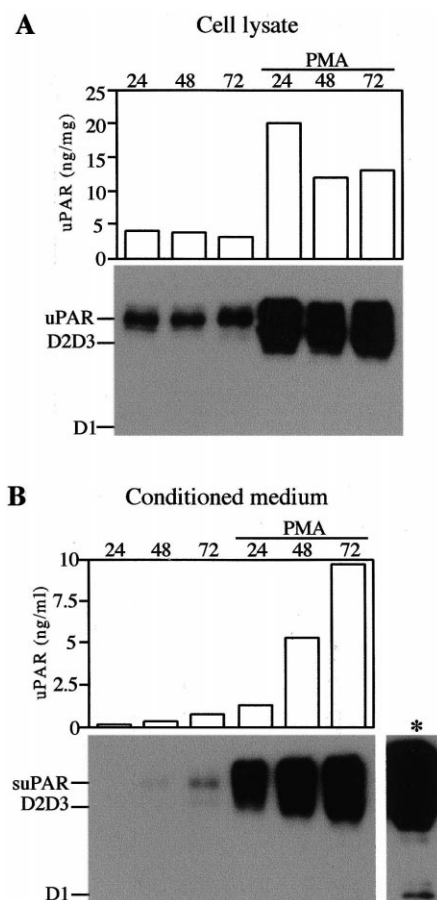 A
Cell lysate
PMA
24 48 72 24 48 72
25
20
15
10
5
0
uPAR (ng/mg)
uPAR
D2D3
D1
B
Conditioned medium
PMA
24 48 72 24 48 72
10
7.5
5
2.5
0
uPAR (ng/ml)
*
suPAR
D2D3
D1